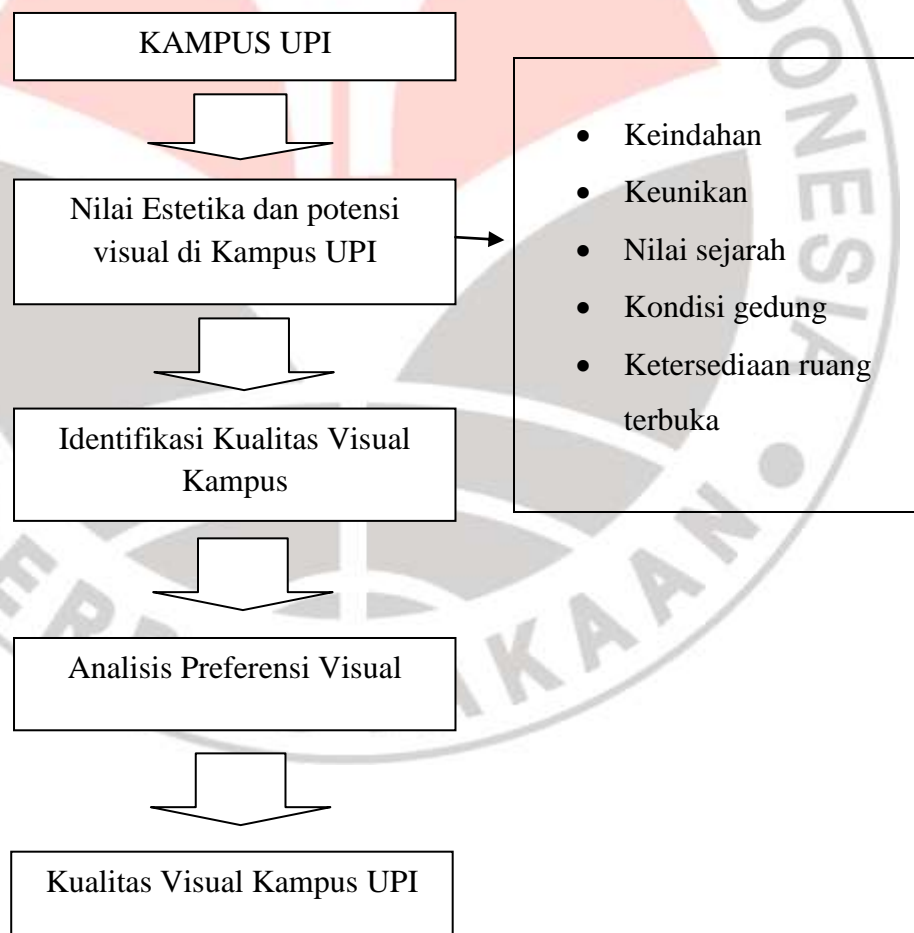 KAMPUS UPI
Nilai Estetika dan potensi
visual di Kampus UPI
• Keindahan
• Keunikan
• Nilai sejarah
• Kondisi gedung
• Ketersediaan ruang
terbuka
Identifikasi Kualitas Visual
Kampus
Analisis Preferensi Visual
Kualitas Visual Kampus UPI